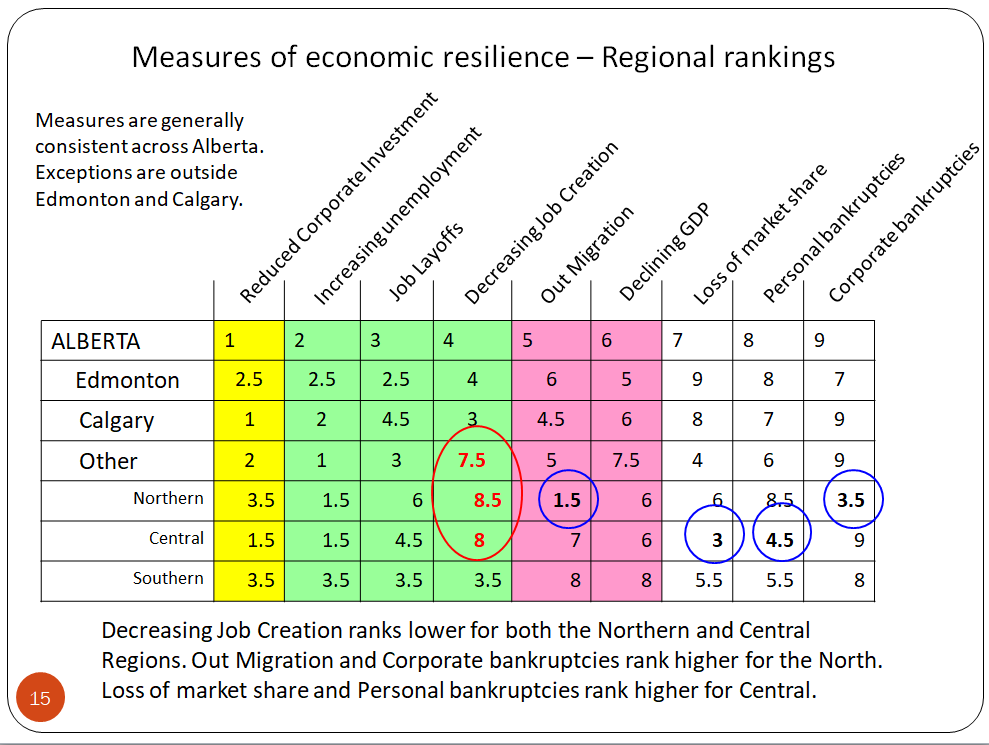 Measures of economic resilience – Regional rankings
Measures are generally
consistent across Alberta.
Exceptions are outside
Edmonton and Calgary.
Reduced Corporate Investment
Increasing unemployment
Job Layoffs
Decreasing Job Creation
Out Migration
Declining GDP
Loss of market share
Personal bankruptcies
Corporate bankruptcies
ALBERTA 1 2 3 4 5 6 7 8 9
Edmonton 2.5 2.5 2.5 4 6 5 9 8 7
Calgary 1 2 4.5 3 4.5 6 8 7 9
Other 2 1 3 7.5 5 7.5 4 6 9
Northern 3.5 1.5 6 8.5 1.5 6 6 8.5 3.5
Central 1.5 1.5 4.5 8 7 6 3 4.5 9
Southern 3.5 3.5 3.5 3.5 8 8 5.5 5.5 8
Decreasing Job Creation ranks lower for both the Northern and Central
Regions. Out Migration and Corporate bankruptcies rank higher for the North.
Loss of market share and Personal bankruptcies rank higher for Central.
15